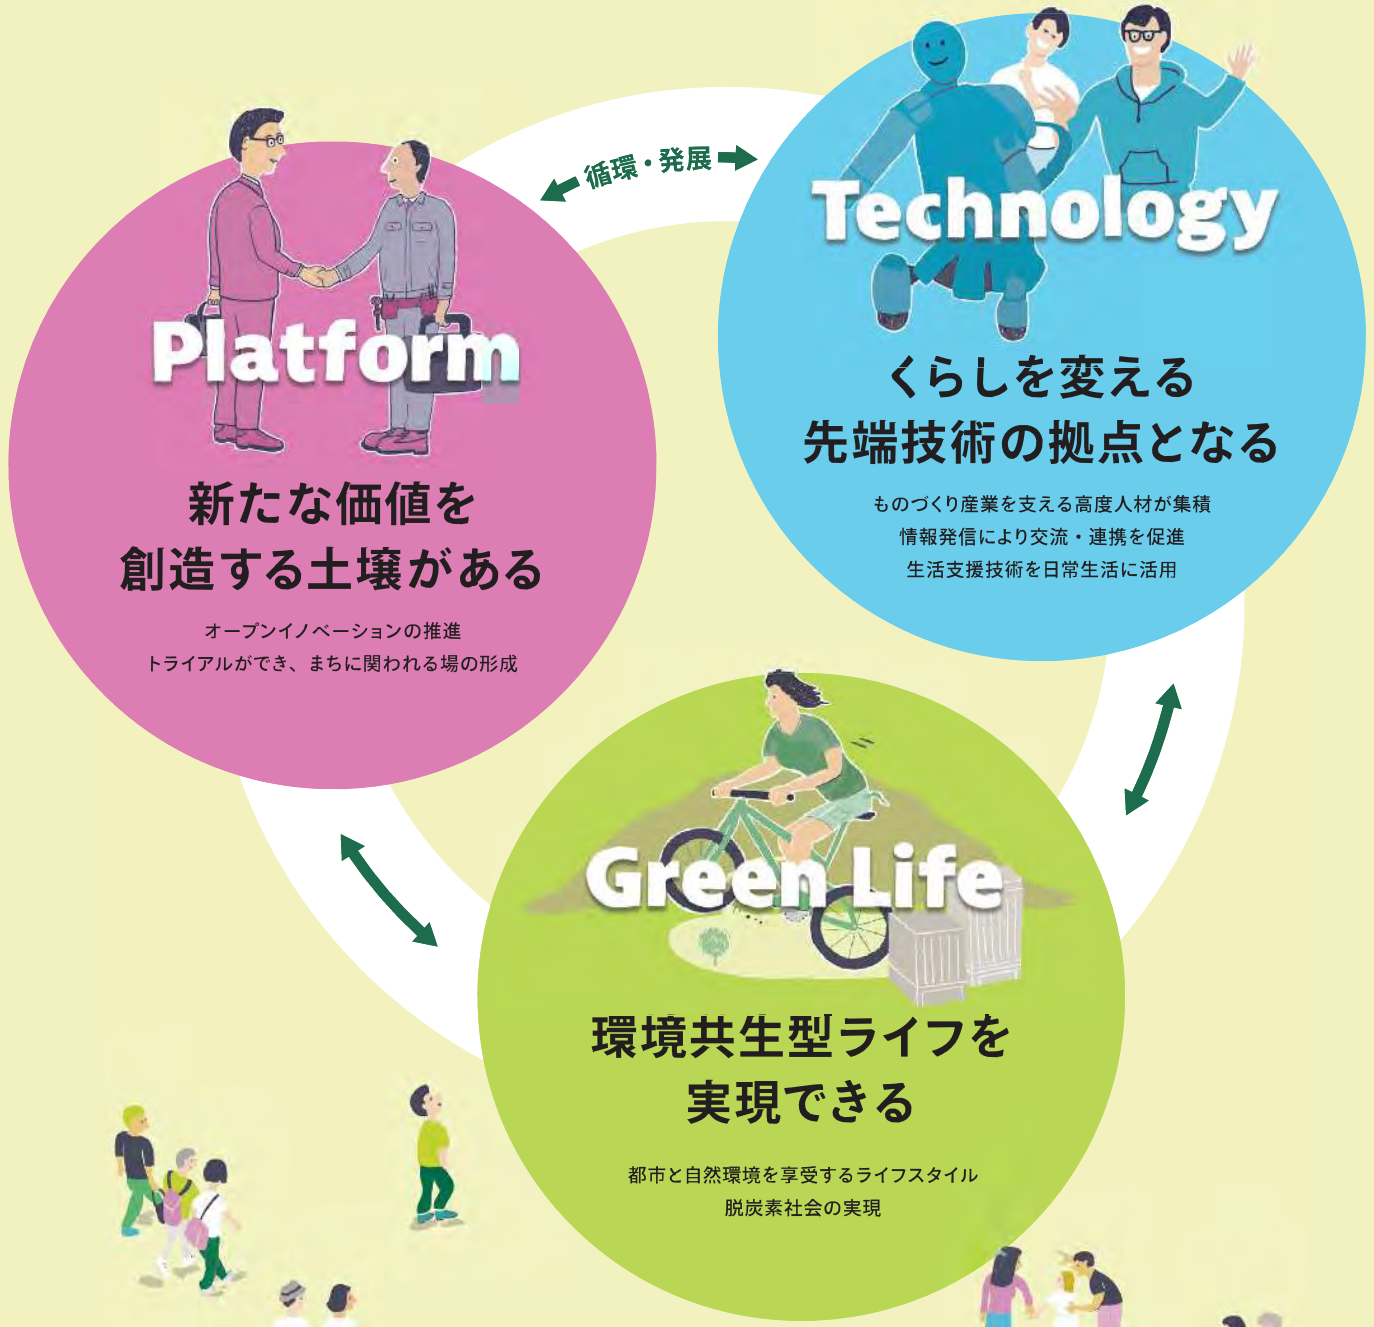 循環・発展
Platform
新たな価値を
創造する土壌がある
オープンイノベーションの推進
トライアルができ、まちに関われる場の形成
Technology
くらしを変える
先端技術の拠点となる
ものづくり産業を支える高度人材が集積
情報発信により交流・連携を促進
生活支援技術を日常生活に活用
Green Life
環境共生型ライフを
実現できる
都市と自然環境を享受するライフスタイル
脱炭素社会の実現